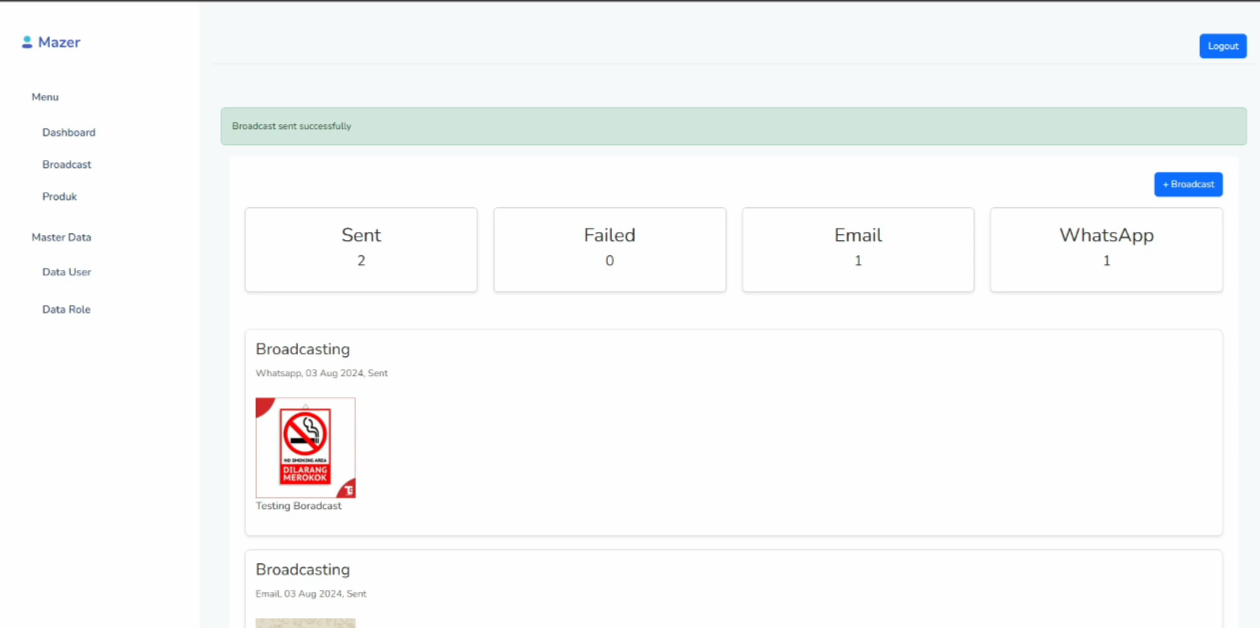 Mazer
Logout
Menu
Dashboard
Broadcast
Produk
Master Data
Data User
Data Role
Broadcast sent successfully
+ Broadcast
Sent
2
Failed
0
Email
1
WhatsApp
1
Broadcasting
Whatsapp, 03 Aug 2024, Sent
NO SMOKING AREA
DILARANG
MEROKOK
Testing Boradcast
Broadcasting
Email, 03 Aug 2024, Sent